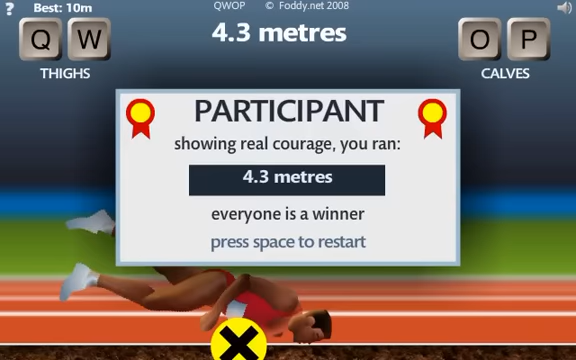 ? Best: 10m QWOP © Foddy.net 2008
4.3 metres
Q W O P
THIGHS CALVES
PARTICIPANT
showing real courage, you ran:
4.3 metres
everyone is a winner
press space to restart